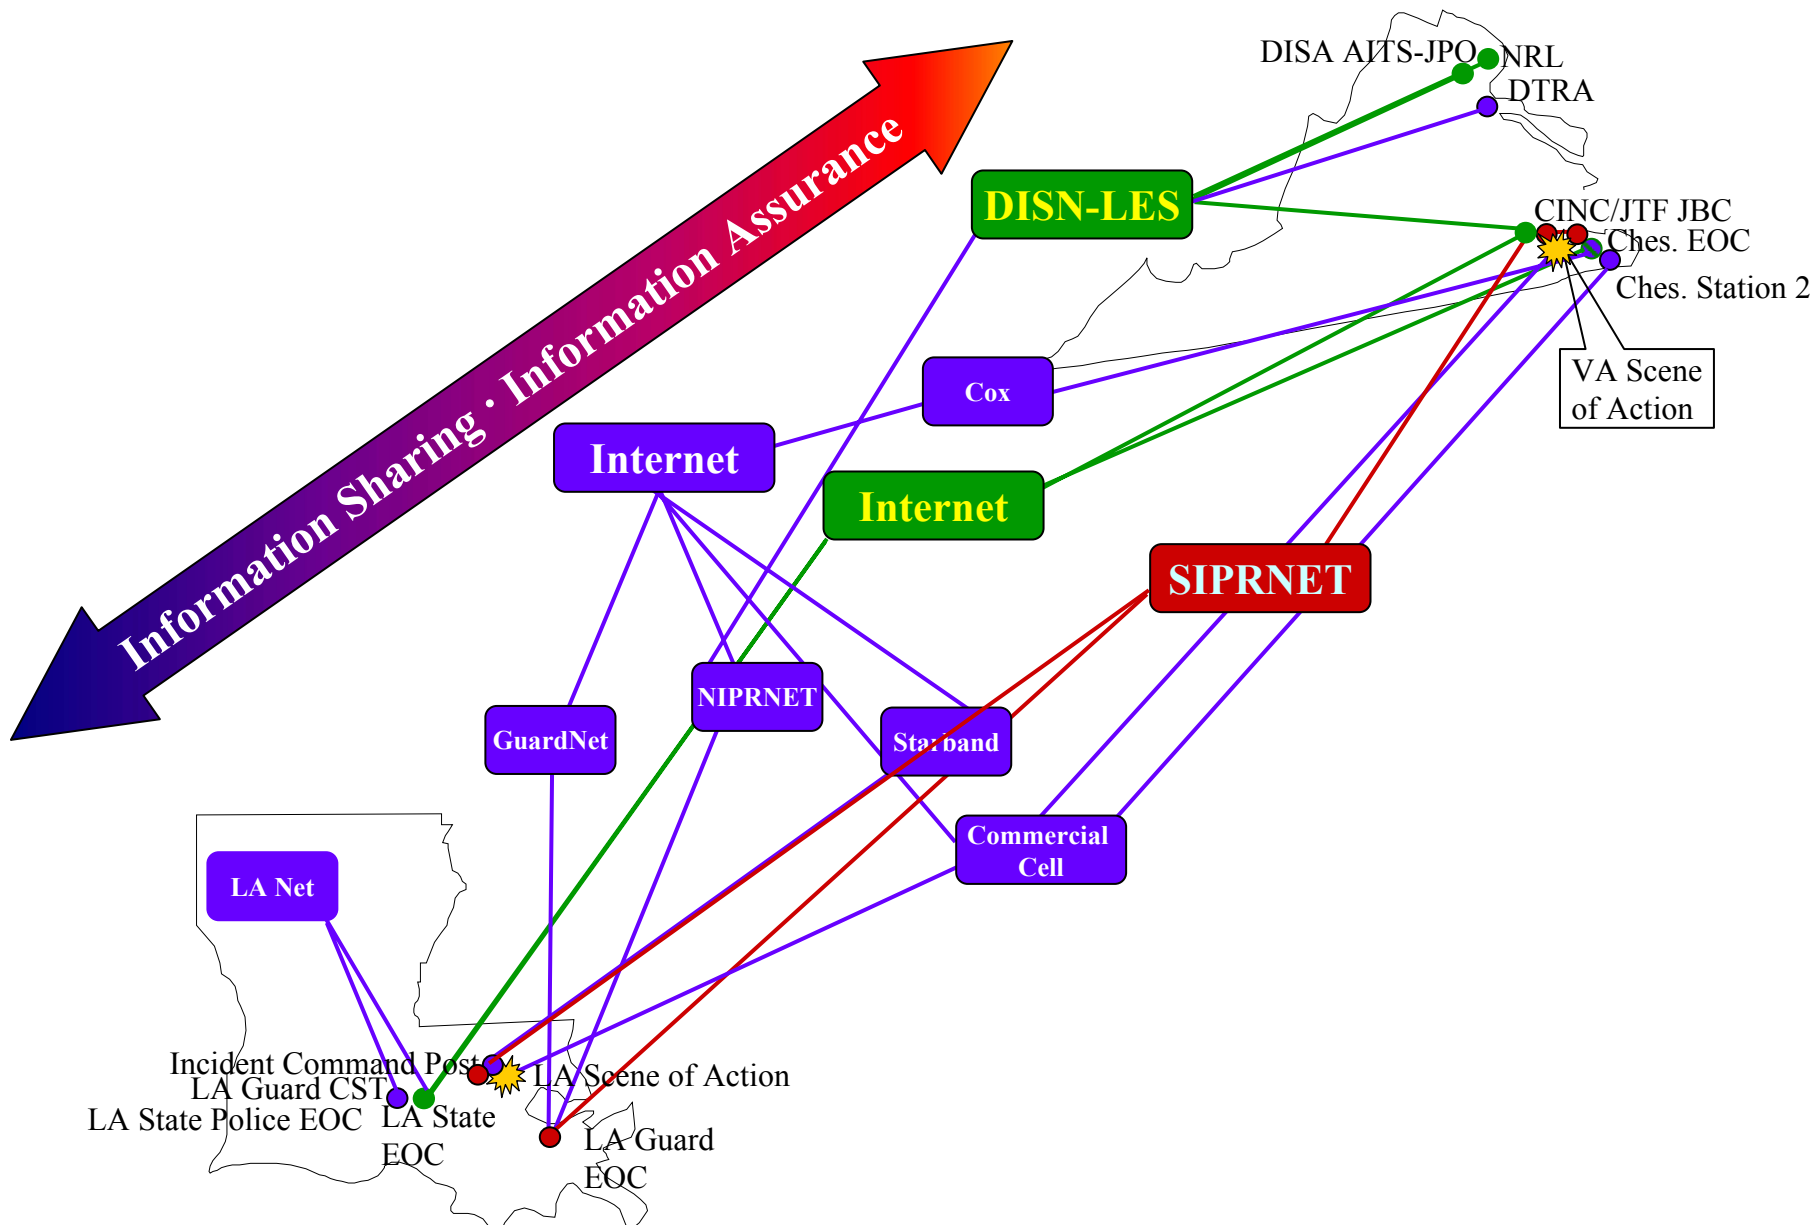 DISA AITS-JPO
NRL
DTRA
Information Sharing · Information Assurance
DISN-LES
CINC/JTF JBC
Ches. EOC
Ches. Station 2
VA Scene
of Action
Cox
Internet
Internet
SIPRNET
NIPRNET
GuardNet
Starband
Commercial
Cell
LA Net
Incident Command Post
LA Scene of Action
LA Guard CST
LA State Police EOC
LA State
EOC
LA Guard
EOC